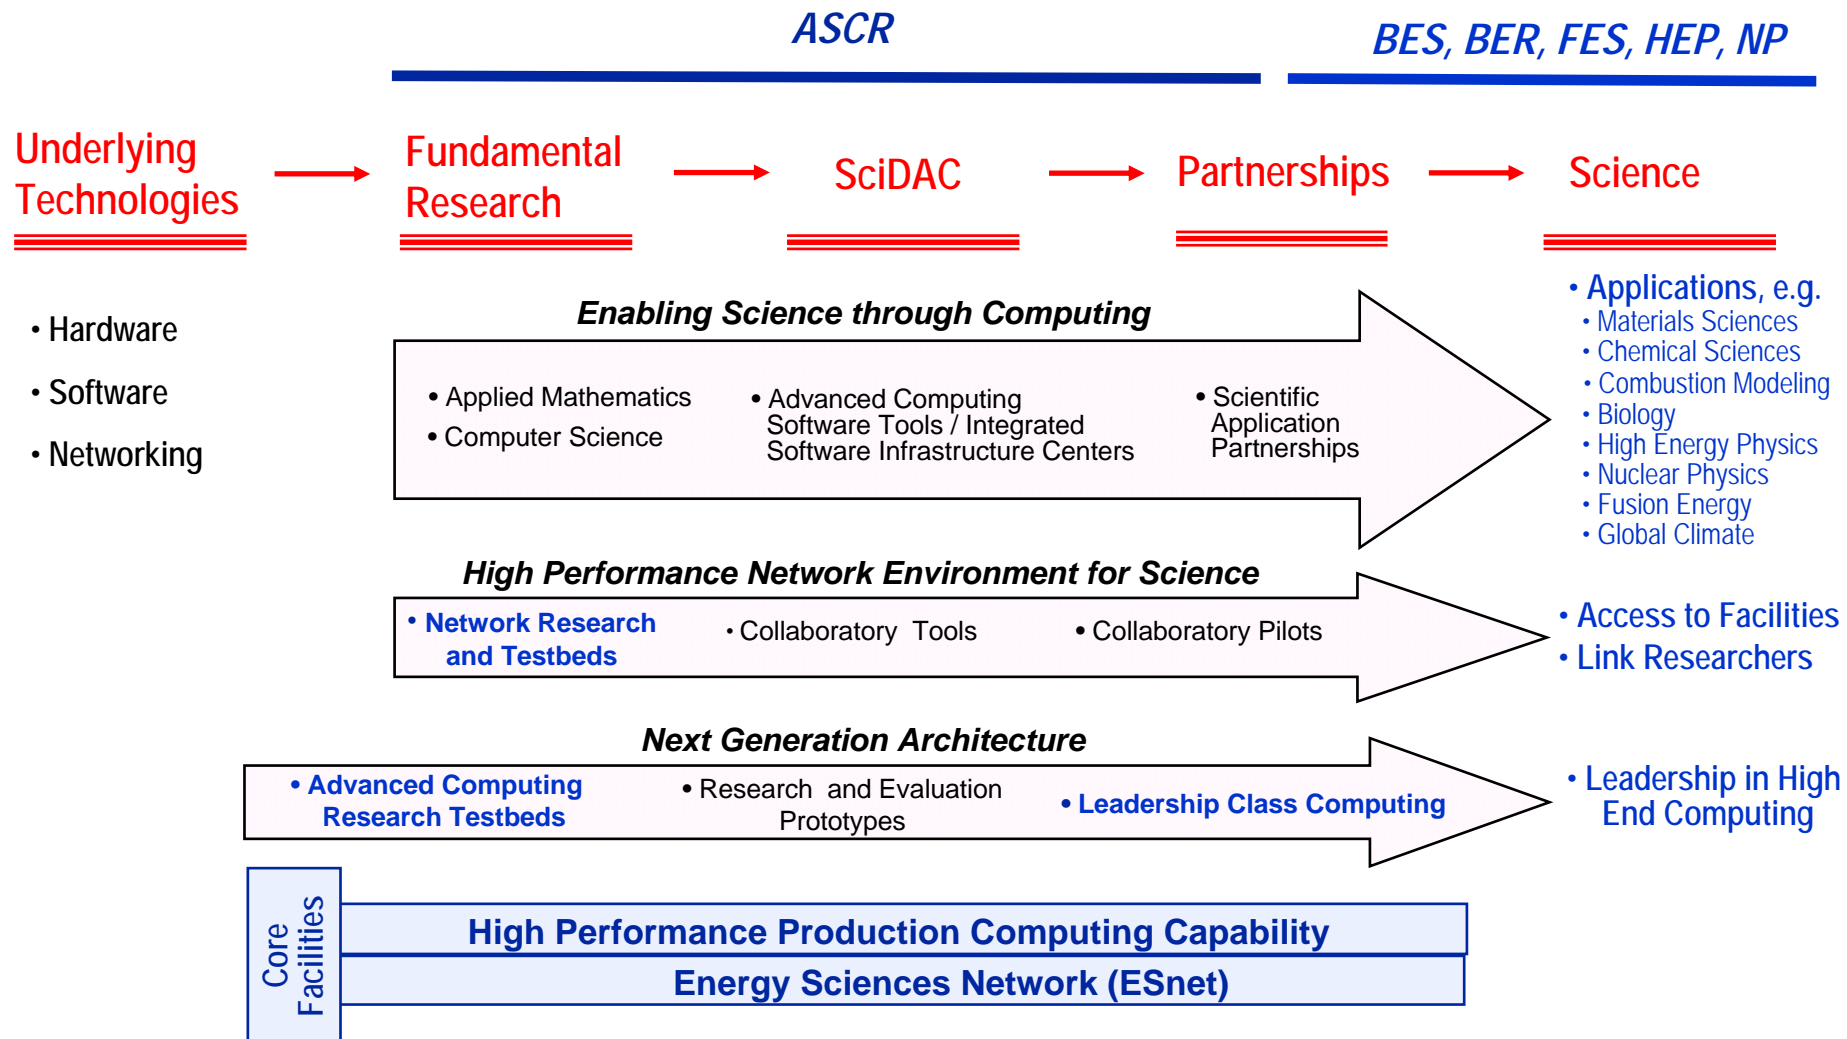 ASCR
BES, BER, FES, HEP, NP
Underlying
Technologies
Fundamental
Research
SciDAC
Partnerships
Science
• Hardware
• Software
• Networking
Enabling Science through Computing
• Applied Mathematics
• Computer Science
• Advanced Computing
Software Tools / Integrated
Software Infrastructure Centers
• Scientific
Application
Partnerships
• Applications, e.g.
• Materials Sciences
• Chemical Sciences
• Combustion Modeling
• Biology
• High Energy Physics
• Nuclear Physics
• Fusion Energy
• Global Climate
High Performance Network Environment for Science
• Network Research
and Testbeds
• Collaboratory Tools
• Collaboratory Pilots
• Access to Facilities
• Link Researchers
Next Generation Architecture
• Advanced Computing
Research Testbeds
• Research and Evaluation
Prototypes
• Leadership Class Computing
• Leadership in High
End Computing
Core
Facilities
High Performance Production Computing Capability
Energy Sciences Network (ESnet)